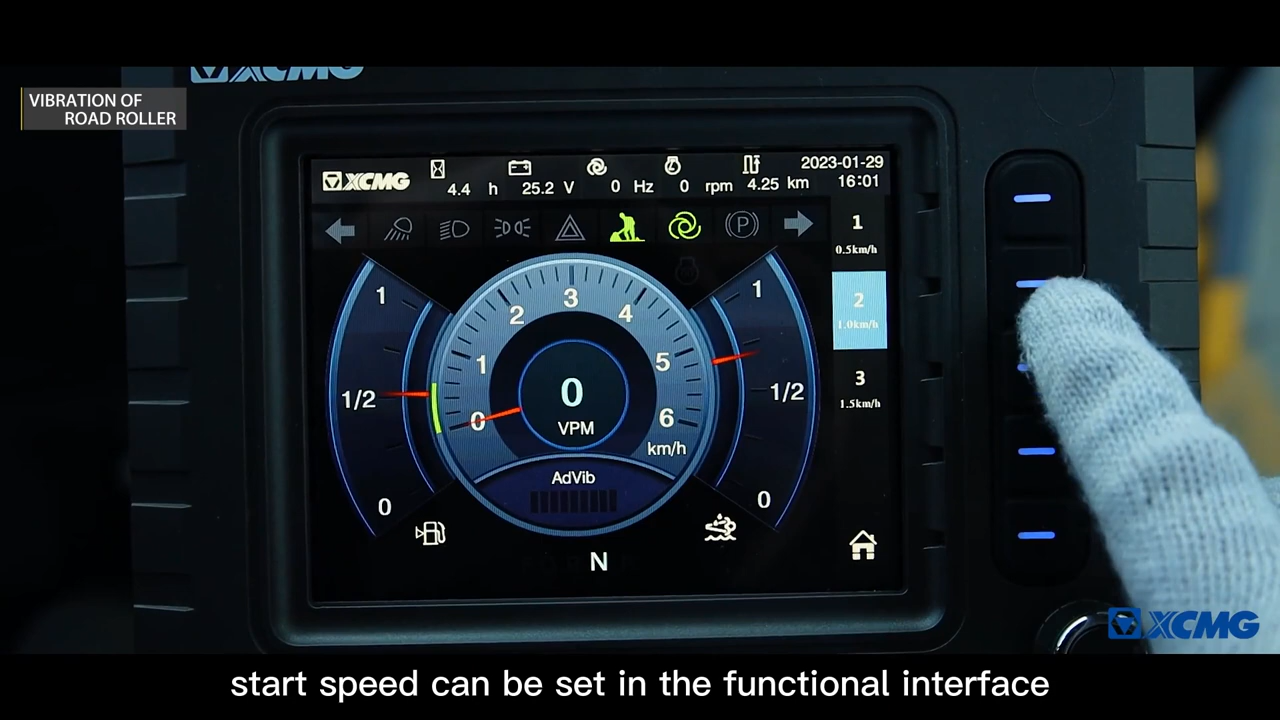 XCMG
VIBRATION OF
ROAD ROLLER
XCMG
4.4 h
25.2 V
0 Hz
0 rpm
4.25 km
2023-01-29
16:01
P
1
0.5km/h
2
1.0km/h
3
1.5km/h
1
1/2
0
0
1
2
3
4
5
6
km/h
0
VPM
AdVib
1
1/2
0
N
XCMG
start speed can be set in the functional interface